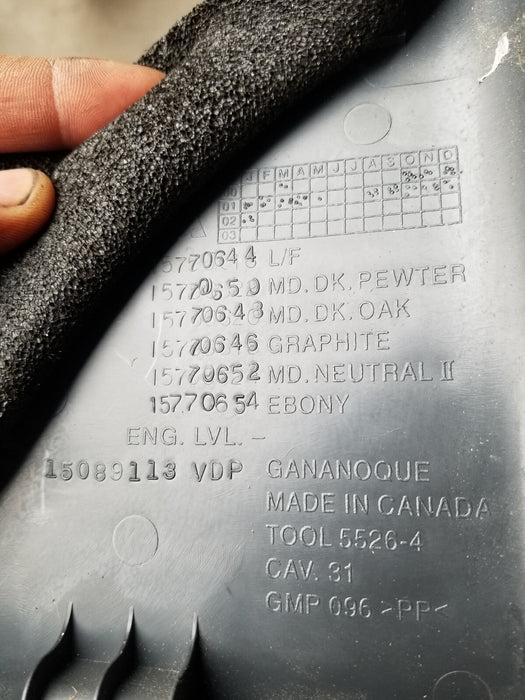 J F M A M J J A S O N D
00
01
02
03
15770644 L/F
15770650 MD. DK. PEWTER
15770648 MD. DK. OAK
15770646 GRAPHITE
15770652 MD. NEUTRAL II
15770654 EBONY
ENG. LVL. –
15089113 VDP GANANOQUE
MADE IN CANADA
TOOL 5526-4
CAV. 31
GMP 096 >PP<